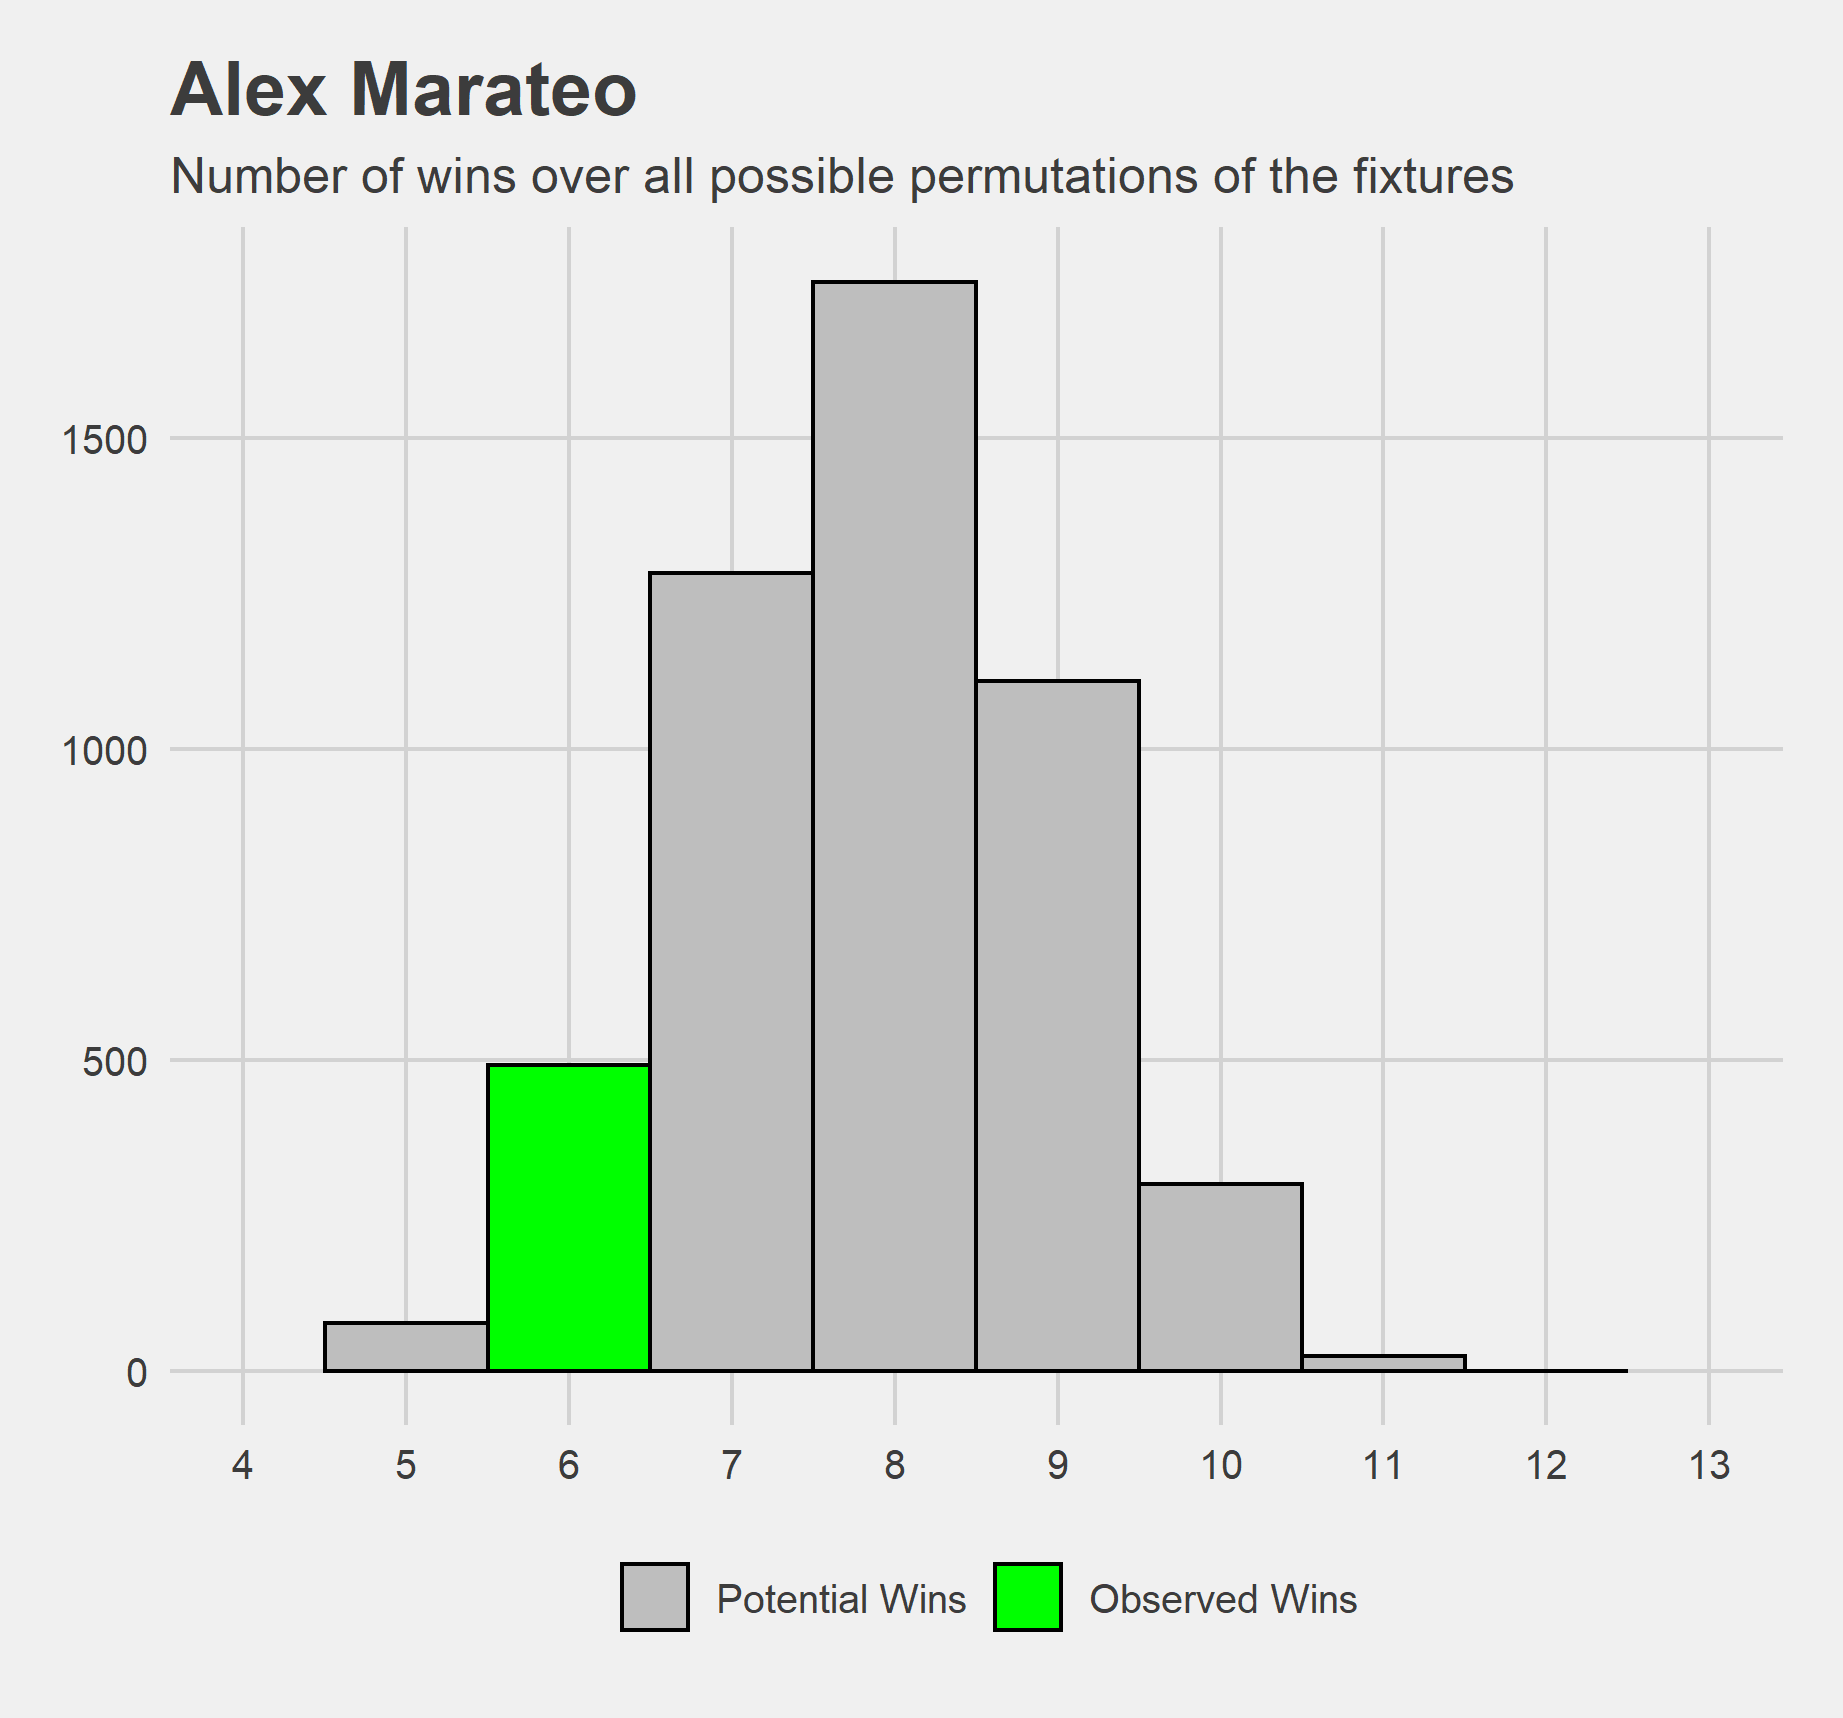 Alex Marateo
Number of wins over all possible permutations of the fixtures
1500
1000
500
0
4 5 6 7 8 9 10 11 12 13
Potential Wins Observed Wins